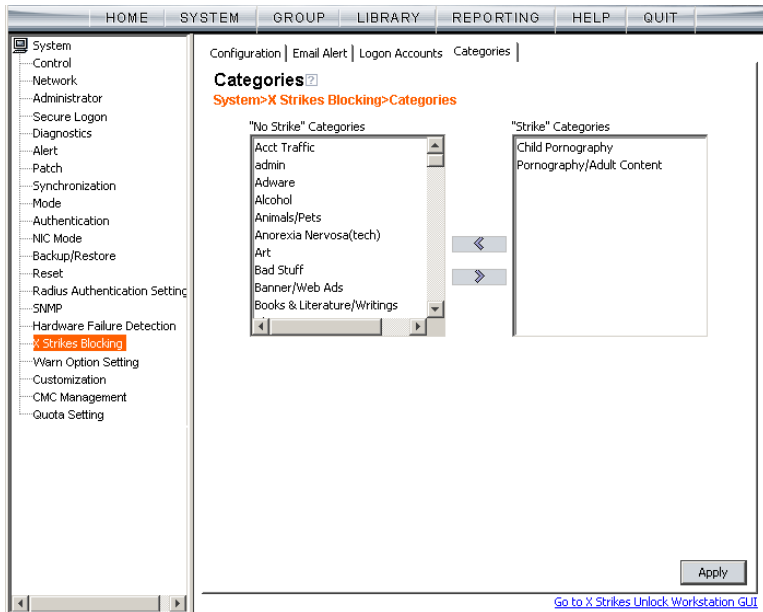 HOME SYSTEM GROUP LIBRARY REPORTING HELP QUIT
System
Control
Network
Administrator
Secure Logon
Diagnostics
Alert
Patch
Synchronization
Mode
Authentication
NIC Mode
Backup/Restore
Reset
Radius Authentication Setting
SNMP
Hardware Failure Detection
X Strikes Blocking
Warn Option Setting
Customization
CMC Management
Quota Setting
Configuration | Email Alert | Logon Accounts Categories |
Categories ?
System>X Strikes Blocking>Categories
"No Strike" Categories
Acct Traffic
admin
Adware
Alcohol
Animals/Pets
Anorexia Nervosa(tech)
Art
Bad Stuff
Banner/Web Ads
Books & Literature/Writings
"Strike" Categories
Child Pornography
Pornography/Adult Content
Apply
Go to X Strikes Unlock Workstation GUI